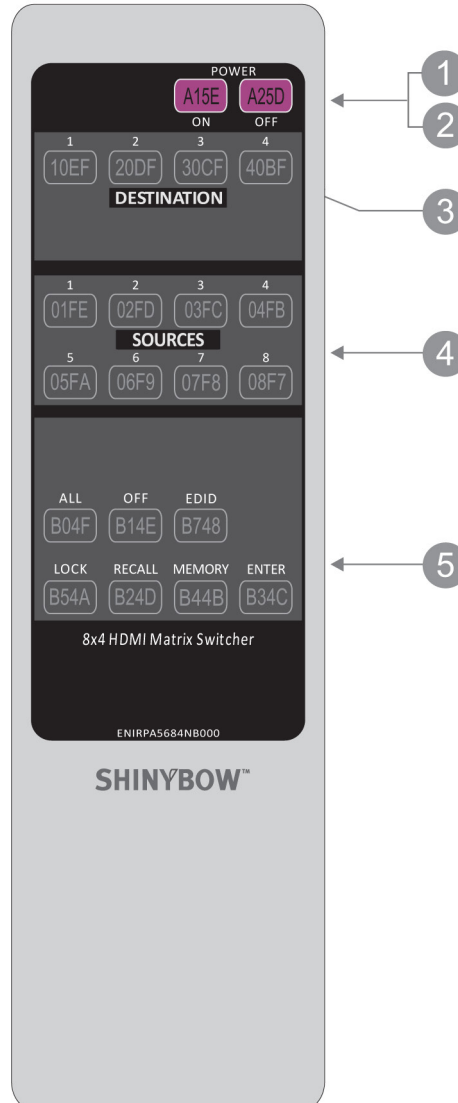 POWER
A15E A25D
ON OFF
1 2 3 4
10EF 20DF 30CF 40BF
DESTINATION
1 2 3 4
01FE 02FD 03FC 04FB
SOURCES
5 6 7 8
05FA 06F9 07F8 08F7
ALL OFF EDID
B04F B14E B748
LOCK RECALL MEMORY ENTER
B54A B24D B44B B34C
8x4 HDMI Matrix Switcher
ENIRPA5684NB000
SHINYBOW™
1
2
3
4
5